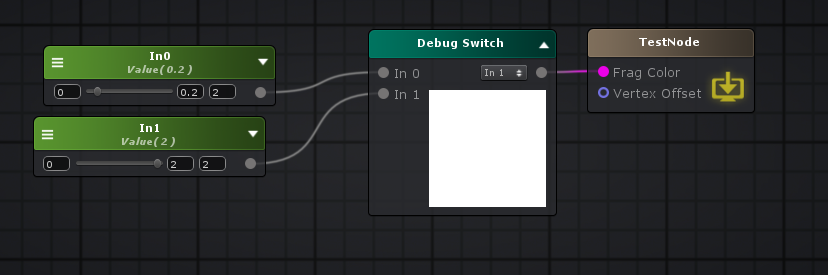 In0
Value( 0.2 )
0 0.2 2
In1
Value( 2 )
0 2 2
Debug Switch
In 0 In 1
In 1
TestNode
Frag Color
Vertex Offset